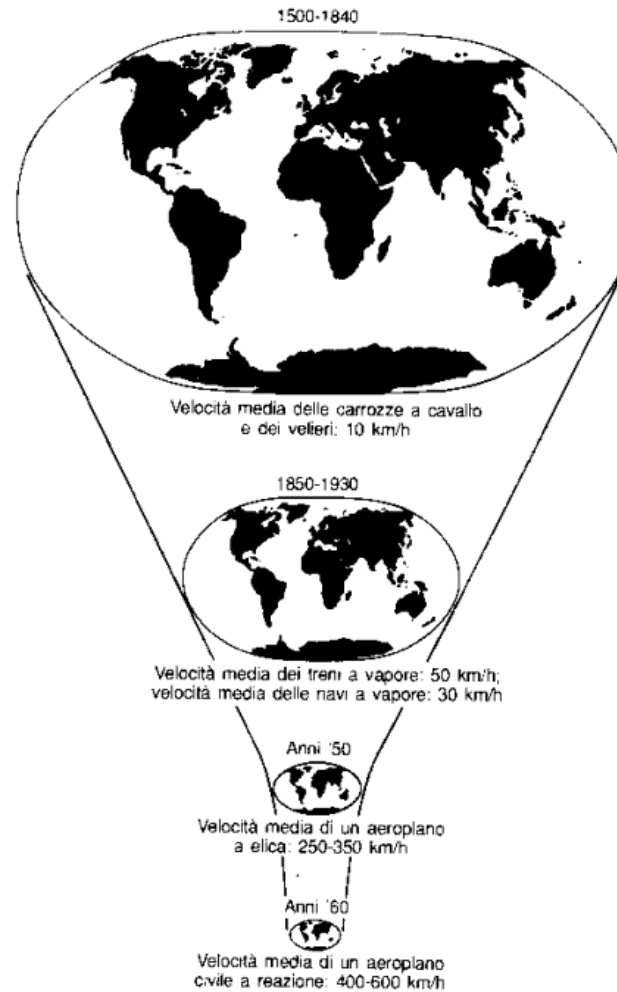 1500-1840
Velocità media delle carrozze a cavallo
e dei velieri: 10 km/h
1850-1930
Velocità media dei treni a vapore: 50 km/h;
velocità media delle navi a vapore: 30 km/h
Anni '50
Velocità media di un aeroplano
a elica: 250-350 km/h
Anni '60
Velocità media di un aeroplano
civile a reazione: 400-600 km/h